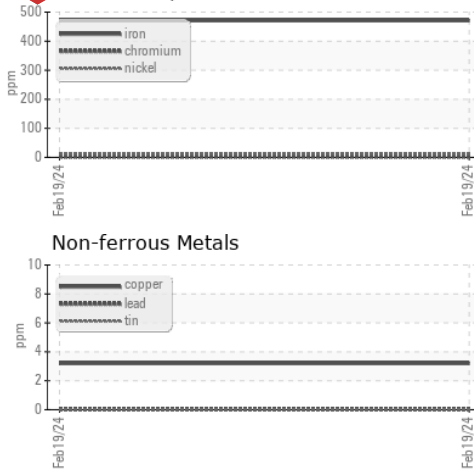 500
iron
400
chromium
300
nickel
ppm
200
100
0
Feb19/24
Feb19/24
Non-ferrous Metals
10
copper
8
lead
6
tin
ppm
4
2
0
Feb19/24
Feb19/24